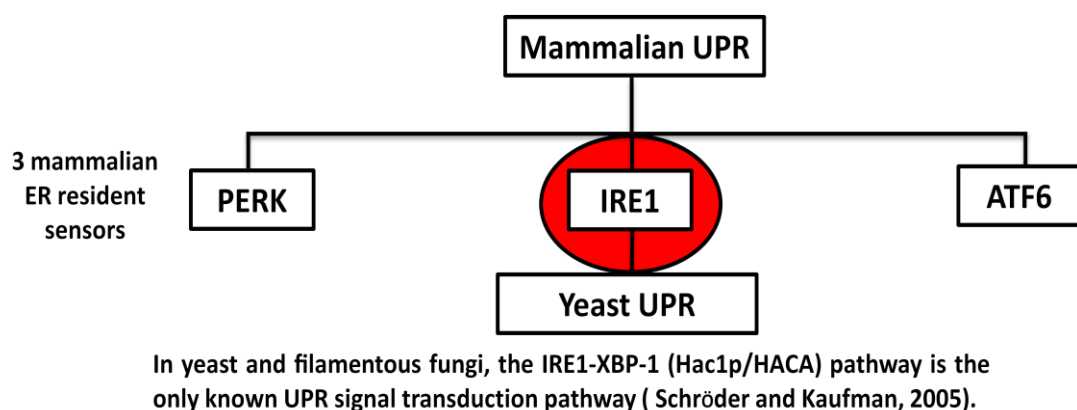 Mammalian UPR
3 mammalian
ER resident
sensors
PERK
IRE1
ATF6
Yeast UPR
In yeast and filamentous fungi, the IRE1-XBP-1 (Hac1p/HACA) pathway is the
only known UPR signal transduction pathway ( Schröder and Kaufman, 2005).